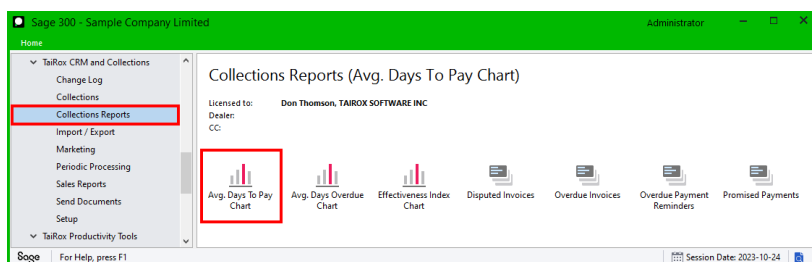 Sage 300 - Sample Company Limited
Administrator
Home
TaiRox CRM and Collections
Change Log
Collections
Collections Reports
Import / Export
Marketing
Periodic Processing
Sales Reports
Send Documents
Setup
TaiRox Productivity Tools
Collections Reports (Avg. Days To Pay Chart)
Licensed to: Don Thomson, TAIROX SOFTWARE INC
Dealer:
CC:
Avg. Days To Pay
Chart
Avg. Days Overdue
Chart
Effectiveness Index
Chart
Disputed Invoices
Overdue Invoices
Overdue Payment
Reminders
Promised Payments
Sage
For Help, press F1
Session Date: 2023-10-24